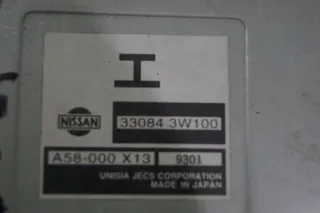 I
NISSAN
33084 3W100
A58-000 X13 9301
UNISIA JECS CORPORATION
MADE IN JAPAN